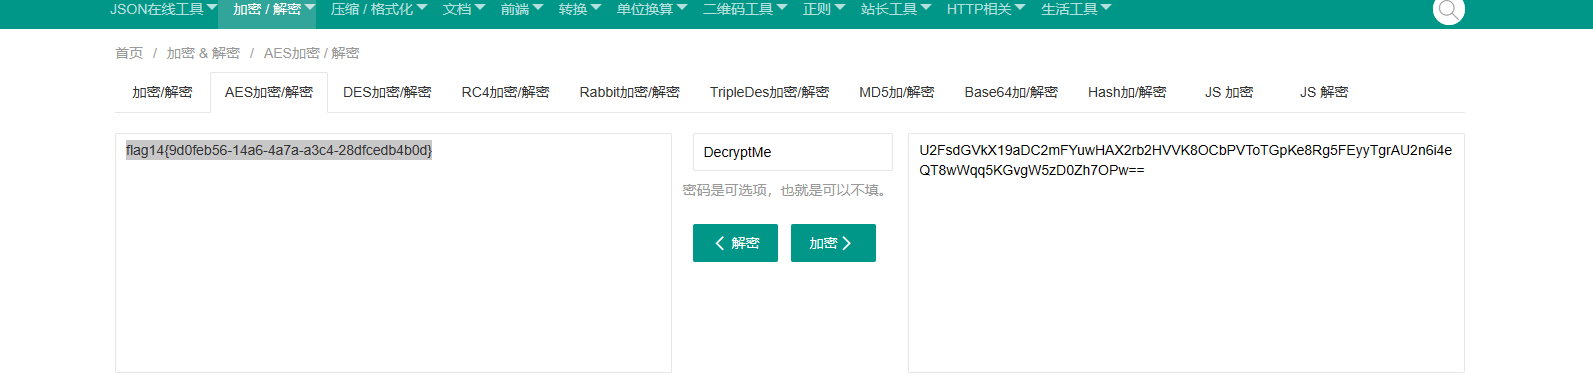 JSON在线工具 加密 / 解密 压缩 / 格式化 文档 前端 转换 单位换算 二维码工具 正则 站长工具 HTTP相关 生活工具
首页 / 加密 & 解密 / AES加密 / 解密
加密/解密 AES加密/解密 DES加密/解密 RC4加密/解密 Rabbit加密/解密 TripleDes加密/解密 MD5加/解密 Base64加/解密 Hash加/解密 JS 加密 JS 解密
flag14{9d0feb56-14a6-4a7a-a3c4-28dfcedb4b0d}
DecryptMe
密码是可选项，也就是可以不填。
解密 加密
U2FsdGVkX19aDC2mFYuwHAX2rb2HVVK8OCbPVToTGpKe8Rg5FEyyTgrAU2n6i4e
QT8wWqq5KGvgW5zD0Zh7OPw==